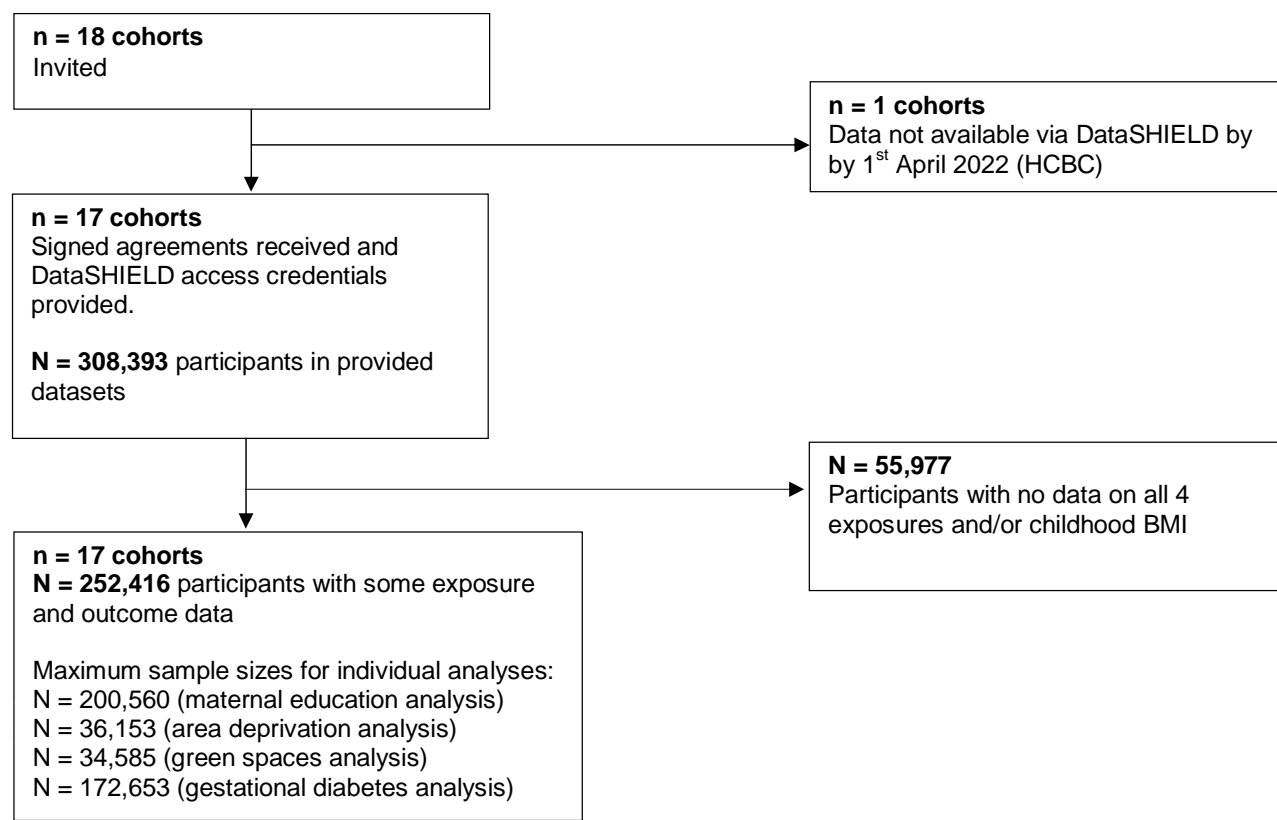 n = 18 cohorts
Invited
n = 1 cohorts
Data not available via DataSHIELD by
by 1st April 2022 (HCBC)
n = 17 cohorts
Signed agreements received and
DataSHIELD access credentials
provided.
N = 308,393 participants in provided
datasets
N = 55,977
Participants with no data on all 4
exposures and/or childhood BMI
n = 17 cohorts
N = 252,416 participants with some exposure
and outcome data
Maximum sample sizes for individual analyses:
N = 200,560 (maternal education analysis)
N = 36,153 (area deprivation analysis)
N = 34,585 (green spaces analysis)
N = 172,653 (gestational diabetes analysis)